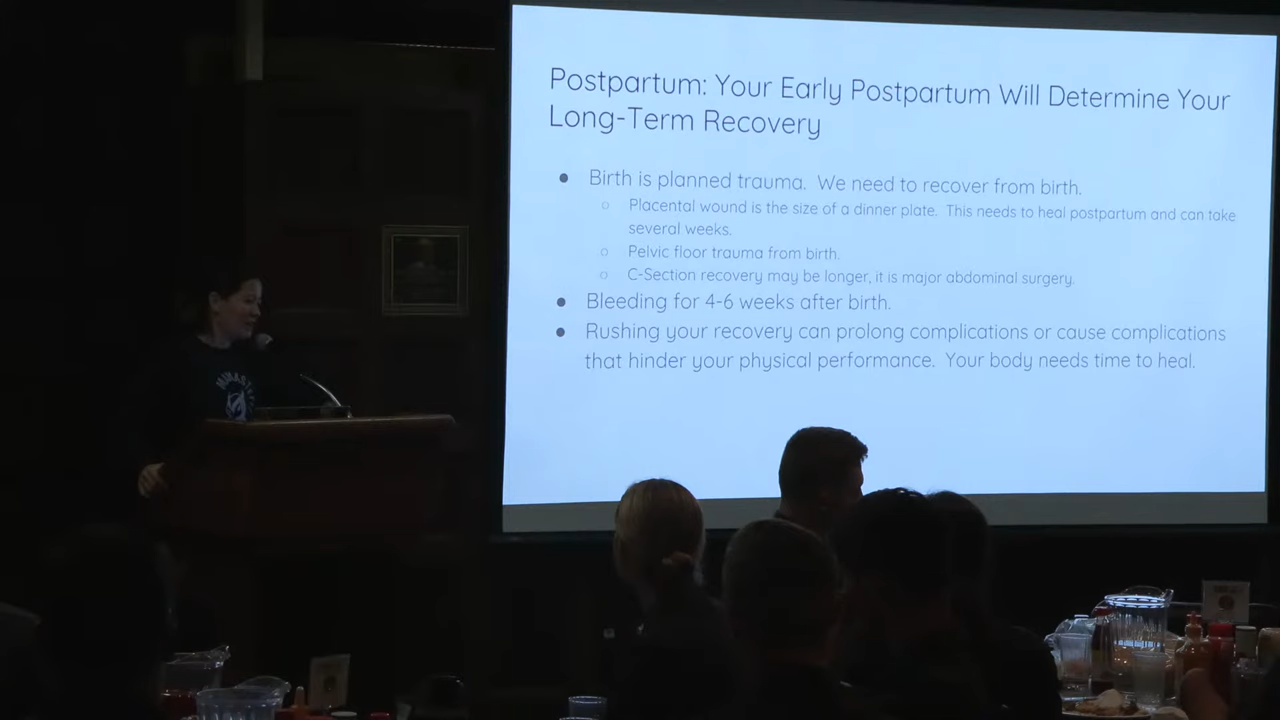 Postpartum: Your Early Postpartum Will Determine Your
Long-Term Recovery
● Birth is planned trauma. We need to recover from birth.
○ Placental wound is the size of a dinner plate. This needs to heal postpartum and can take
several weeks.
○ Pelvic floor trauma from birth.
○ C-Section recovery may be longer, it is major abdominal surgery.
● Bleeding for 4-6 weeks after birth.
● Rushing your recovery can prolong complications or cause complications
that hinder your physical performance. Your body needs time to heal.